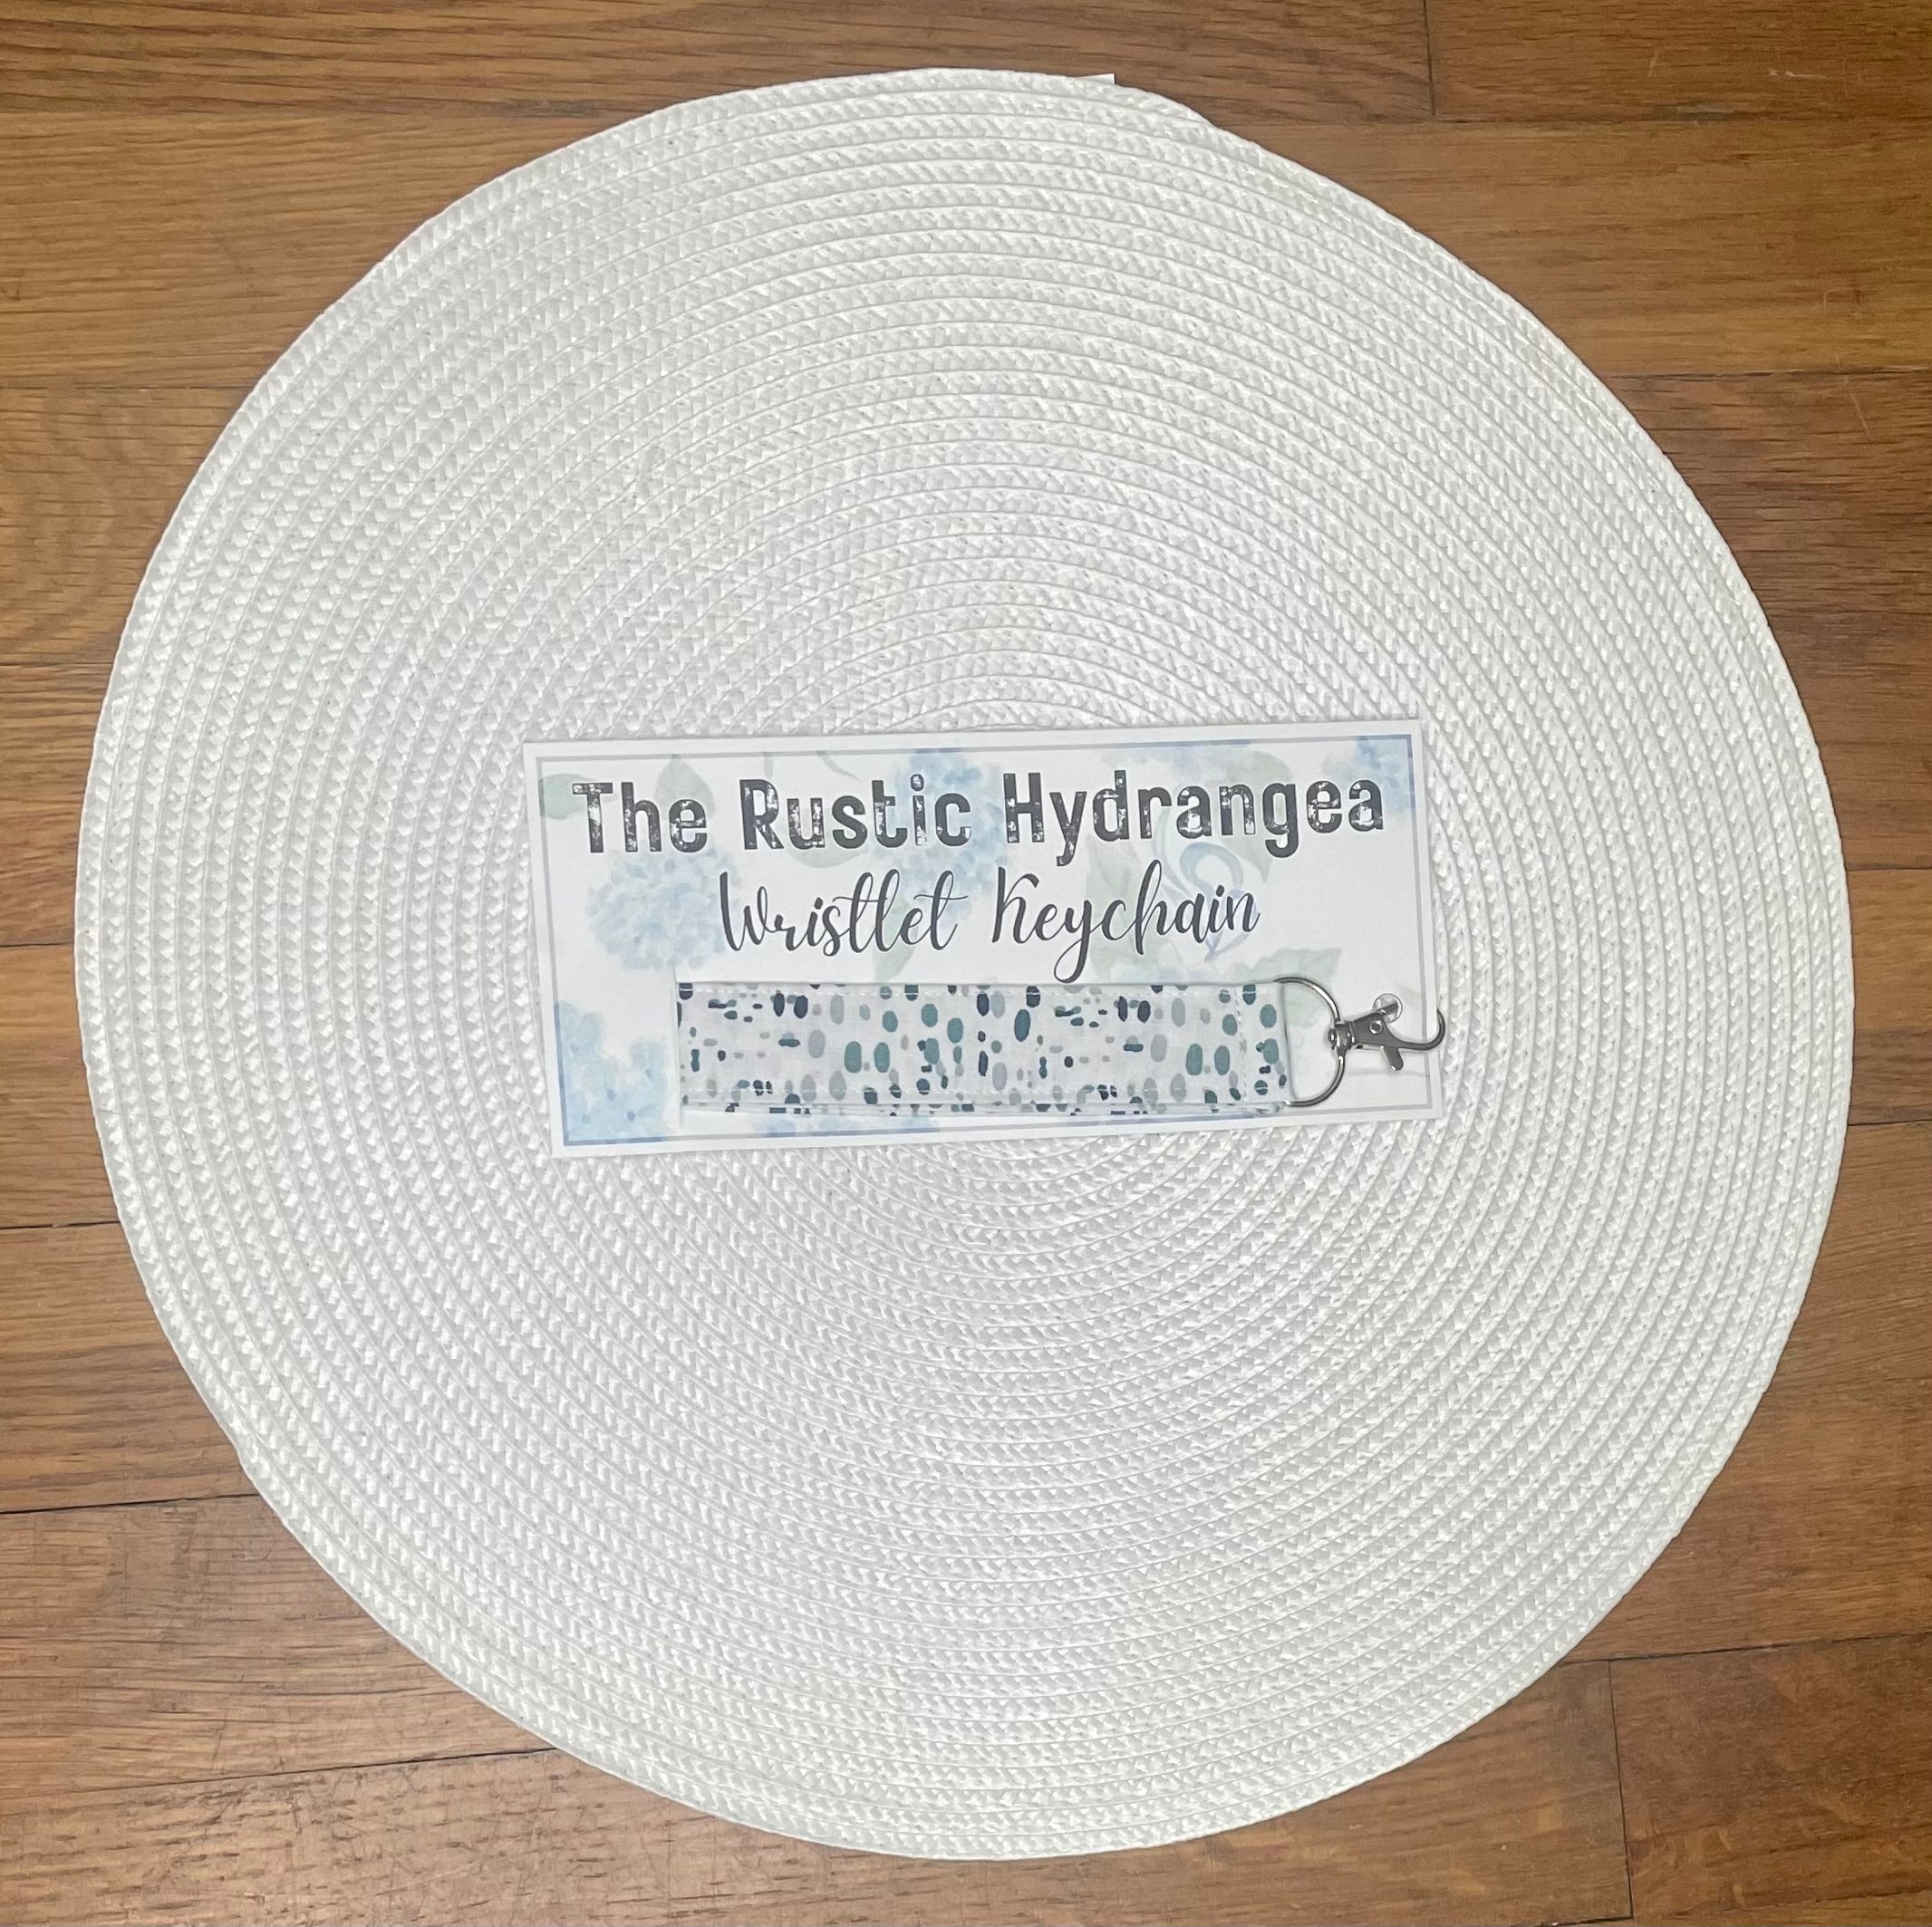 The Rustic Hydrangea
Wristlet Keychain